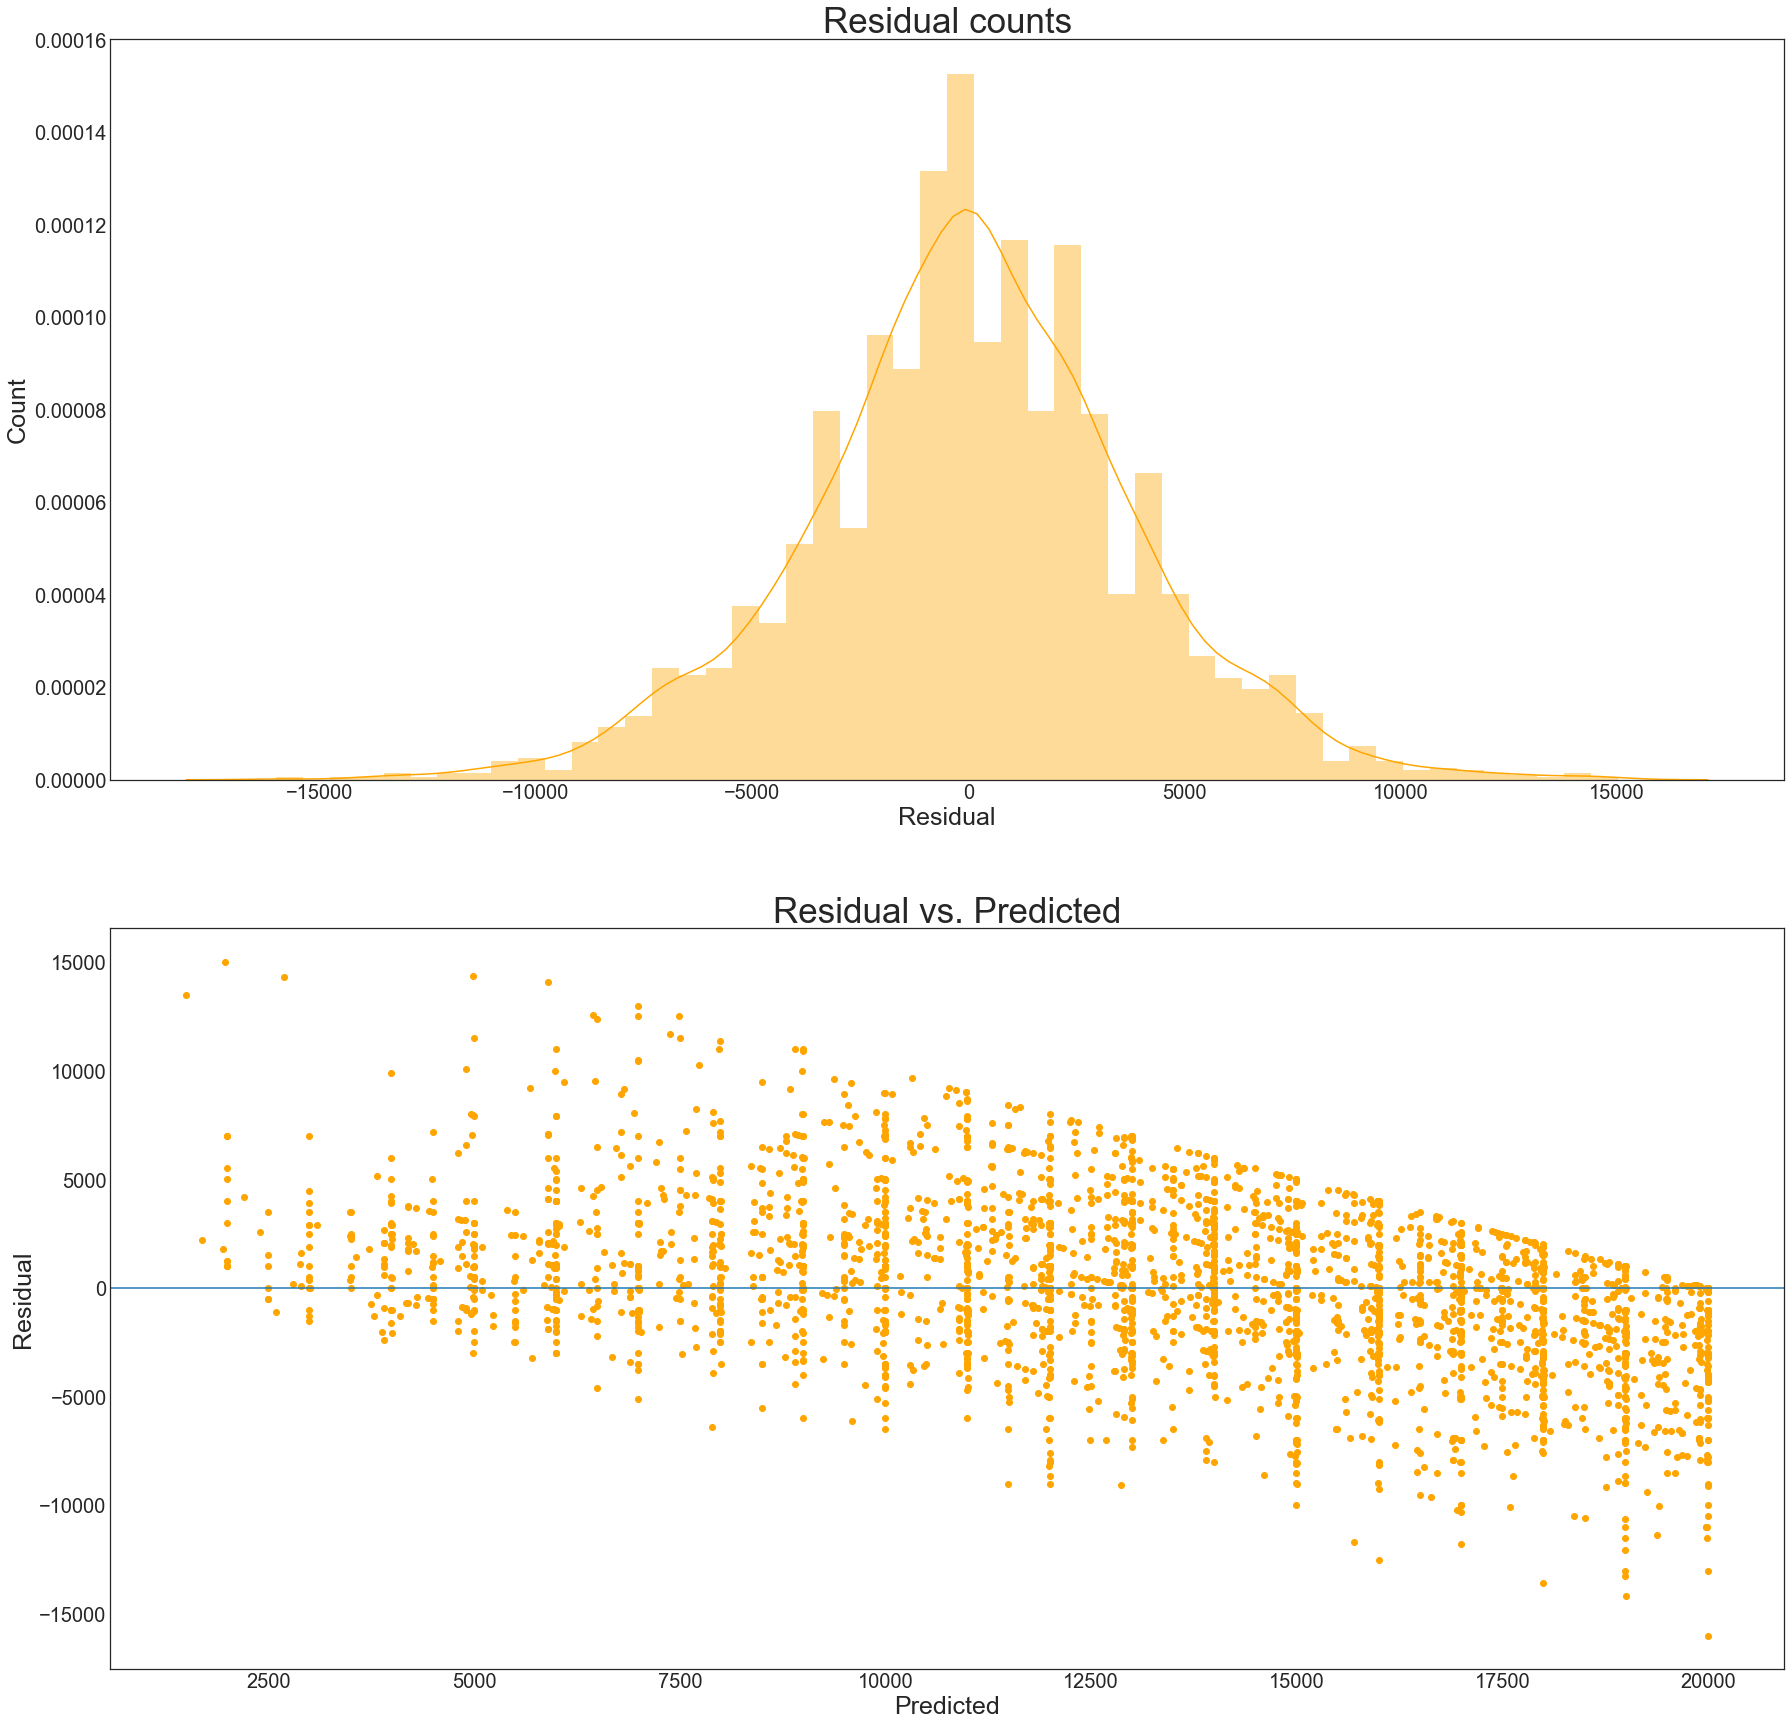 Residual counts
0.00016
0.00014
0.00012
0.00010
0.00008
0.00006
0.00004
0.00002
0.00000
Count
−15000 −10000 −5000 0 5000 10000 15000
Residual
Residual vs. Predicted
15000
10000
5000
0
−5000
−10000
−15000
Residual
2500 5000 7500 10000 12500 15000 17500 20000
Predicted